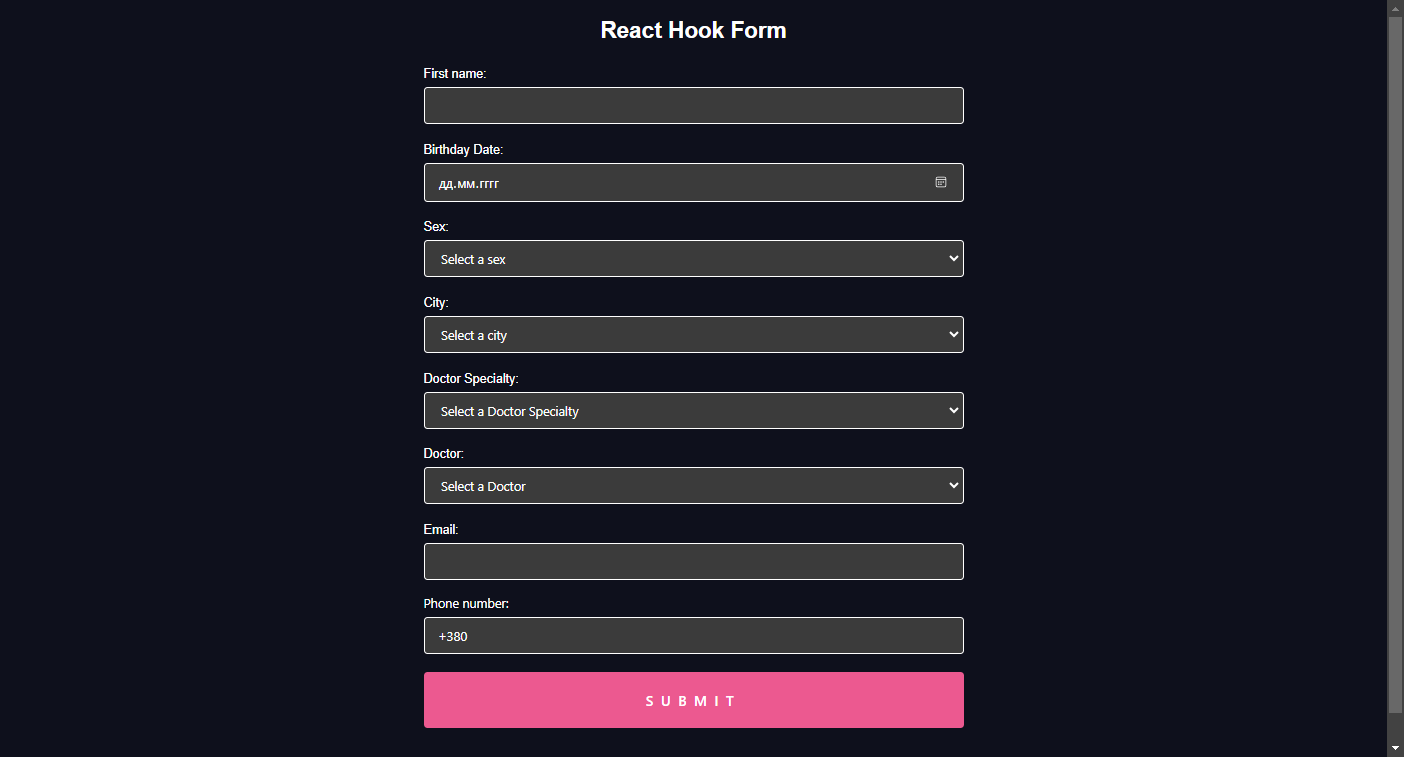 React Hook Form
First name:
Birthday Date:
дд.мм.гггг
Sex:
Select a sex
City:
Select a city
Doctor Specialty:
Select a Doctor Specialty
Doctor:
Select a Doctor
Email:
Phone number:
+380
SUBMIT